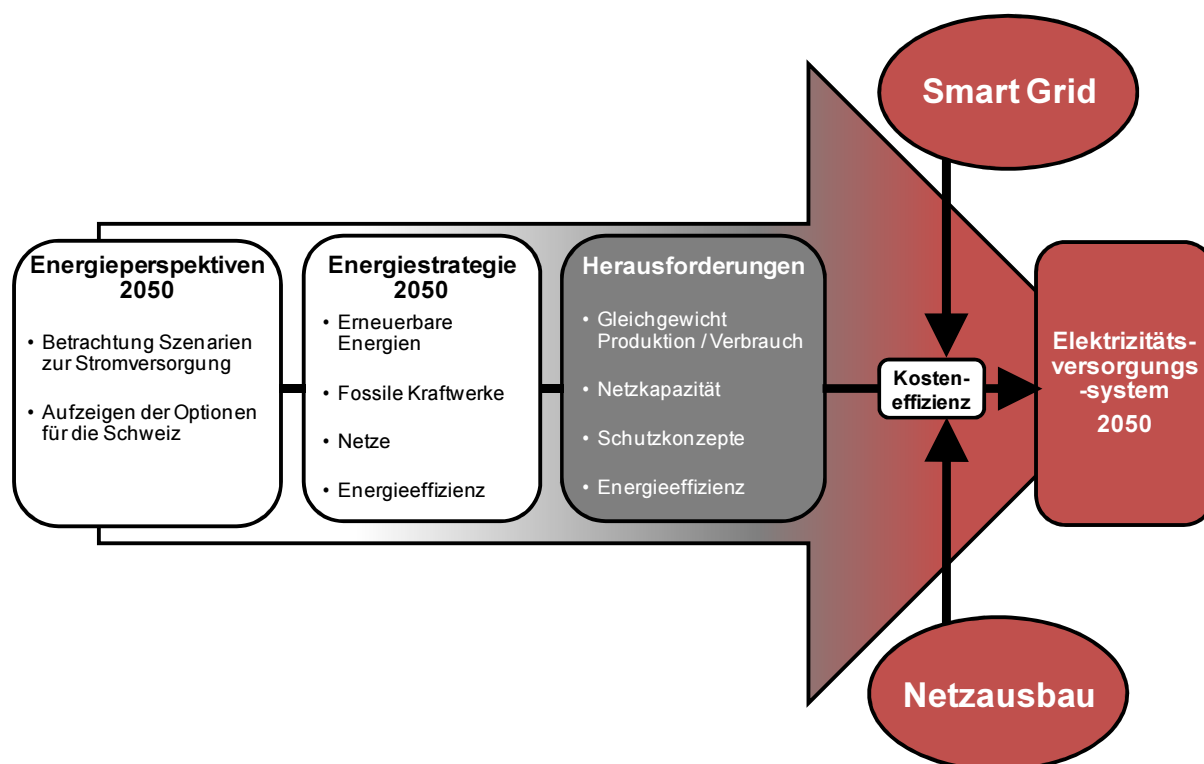 Smart Grid
Energieperspektiven
2050
• Betrachtung Szenarien
zur Stromversorgung
• Aufzeigen der Optionen
für die Schweiz
Energiestrategie
2050
• Erneuerbare
Energien
• Fossile Kraftwerke
• Netze
• Energieeffizienz
Herausforderungen
• Gleichgewicht
Produktion / Verbrauch
• Netzkapazität
• Schutzkonzepte
• Energieeffizienz
Kosten-
effizienz
Elektrizitäts-
versorgungs
-system
2050
Netzausbau